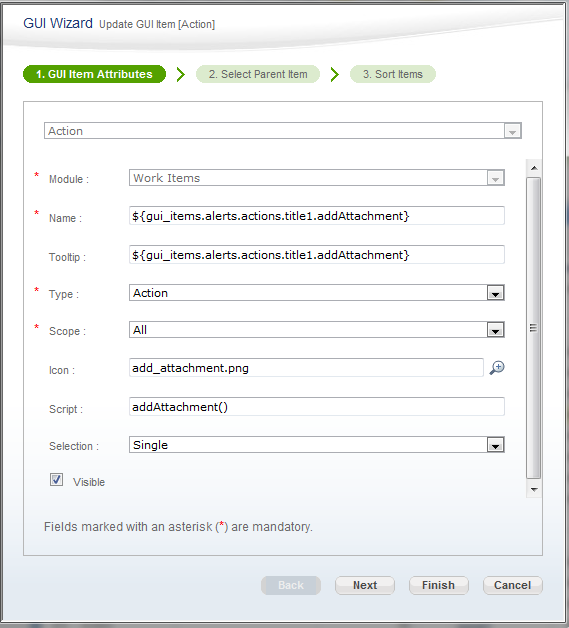 GUI Wizard Update GUI Item [Action]
1. GUI Item Attributes 2. Select Parent Item 3. Sort Items
Action
* Module : Work Items
* Name : ${gui_items.alerts.actions.title1.addAttachment}
Tooltip : ${gui_items.alerts.actions.title1.addAttachment}
* Type : Action
* Scope : All
Icon : add_attachment.png
Script : addAttachment()
Selection : Single
Visible
Fields marked with an asterisk (*) are mandatory.
Back Next Finish Cancel